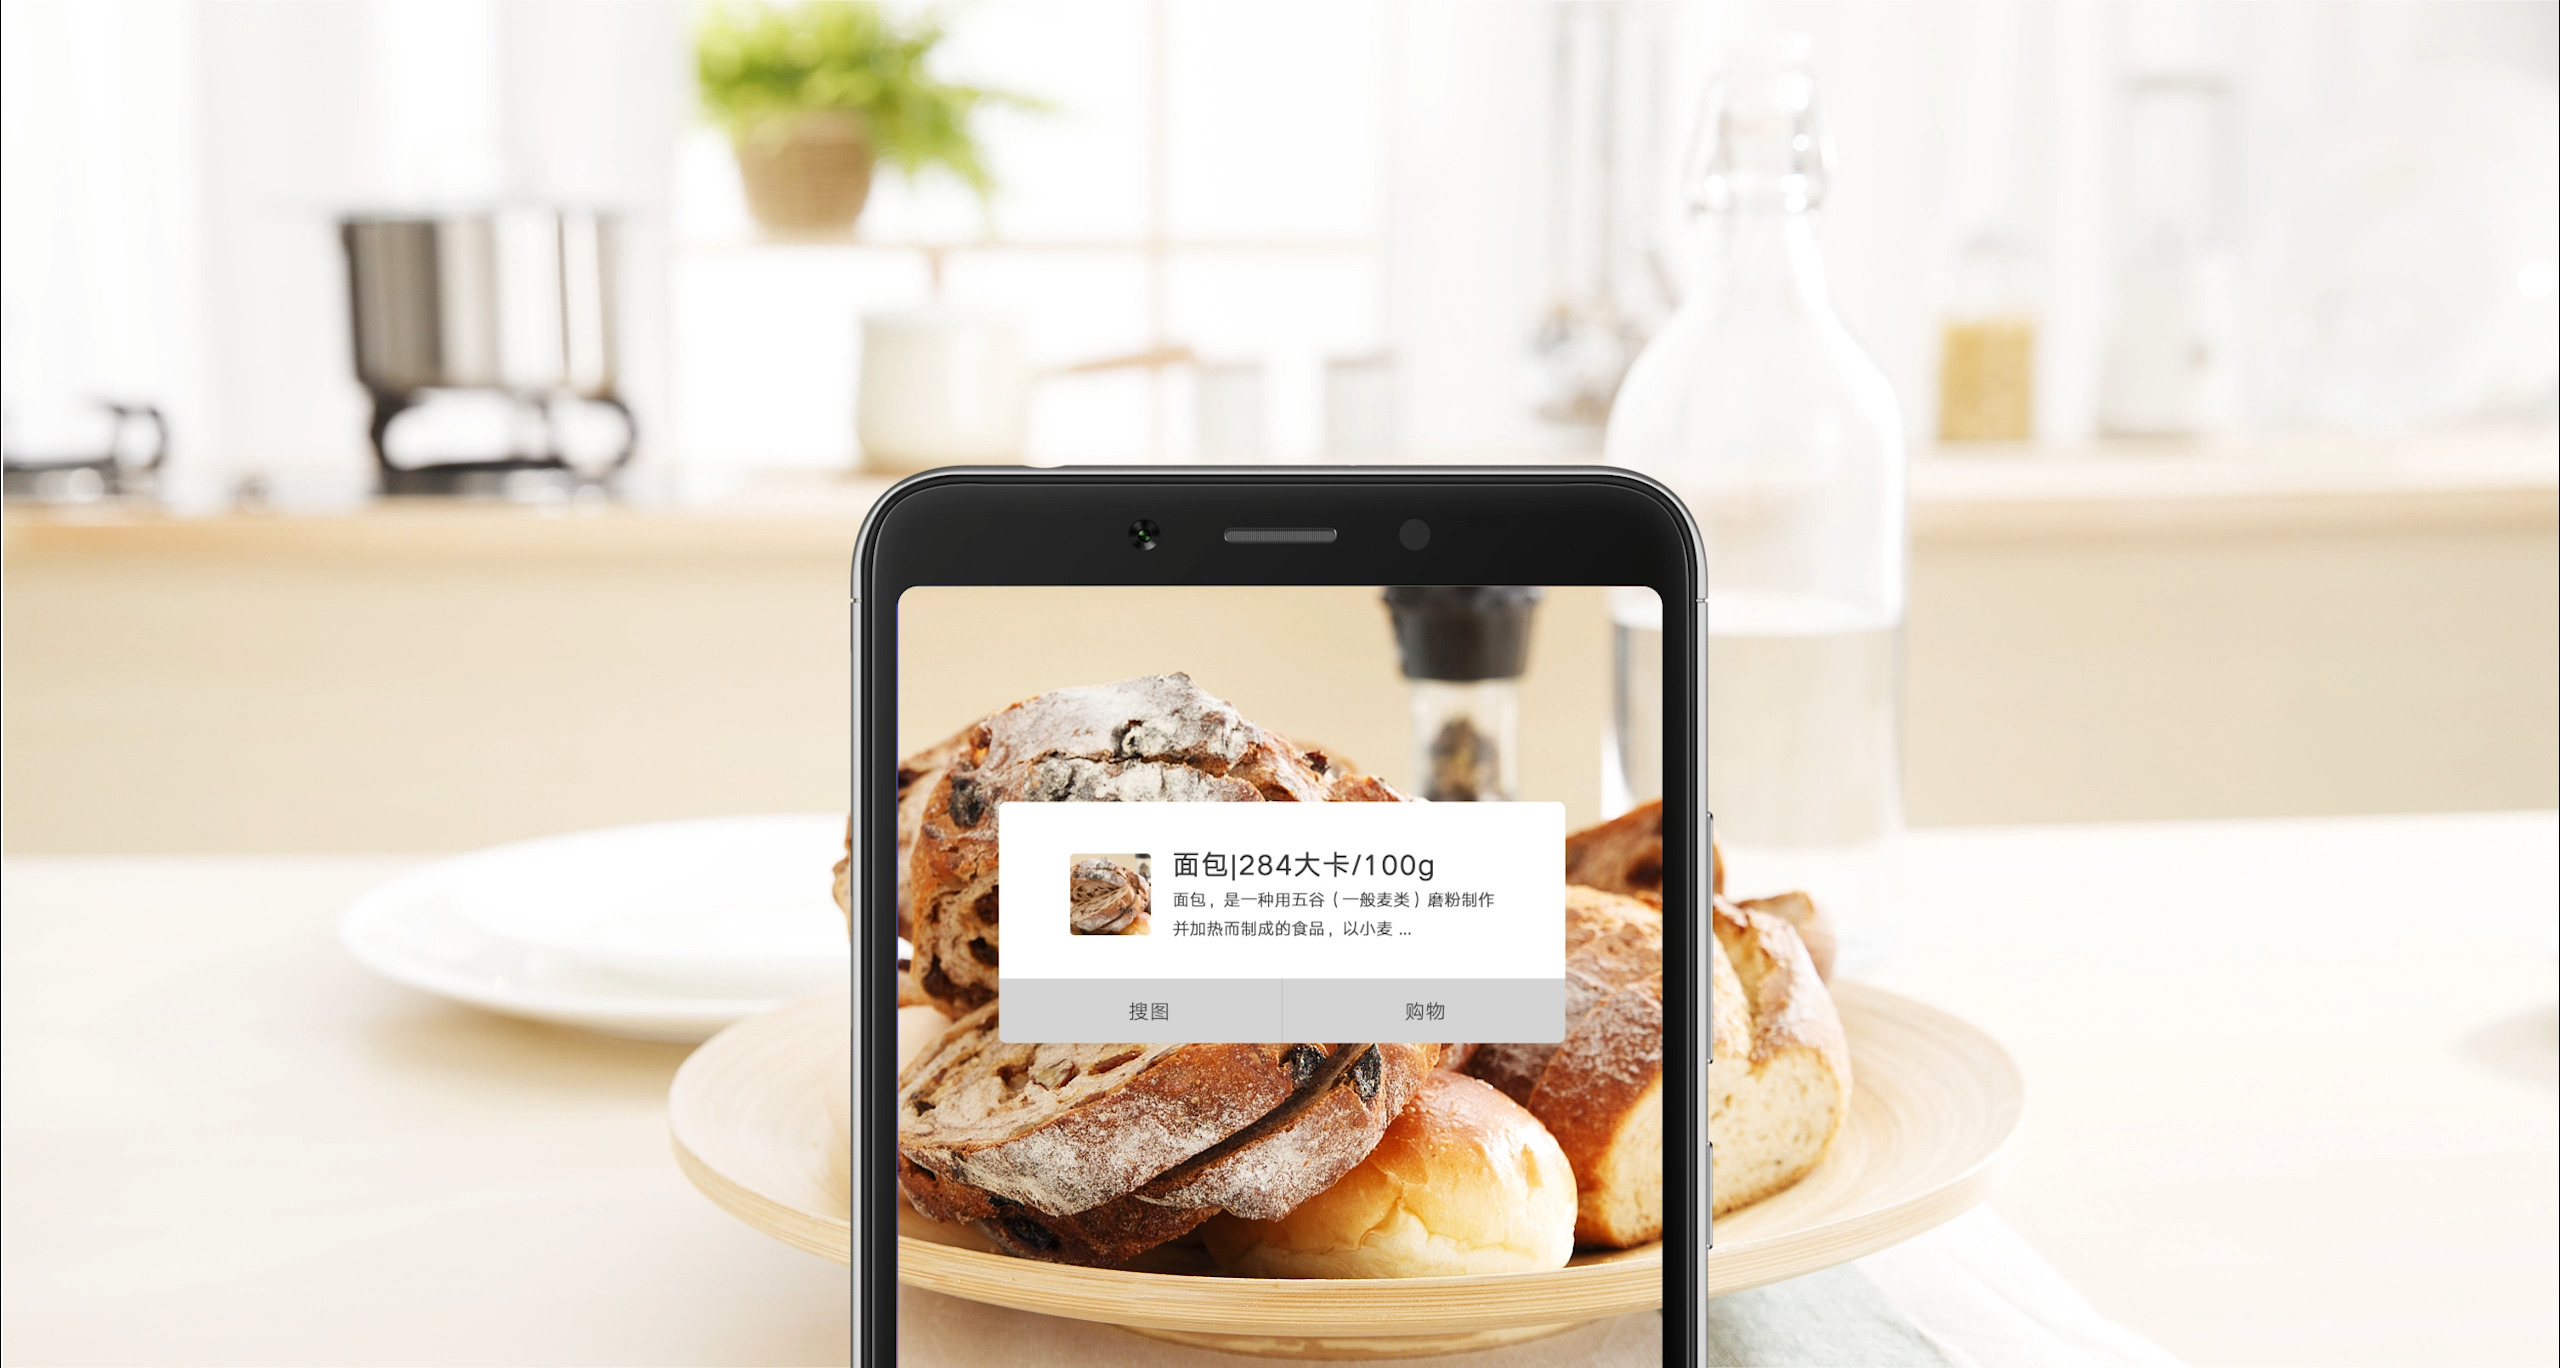 面包|284大卡/100g
面包，是一种用五谷（一般麦类）磨粉制作
并加热而制成的食品，以小麦 ...
搜图
购物